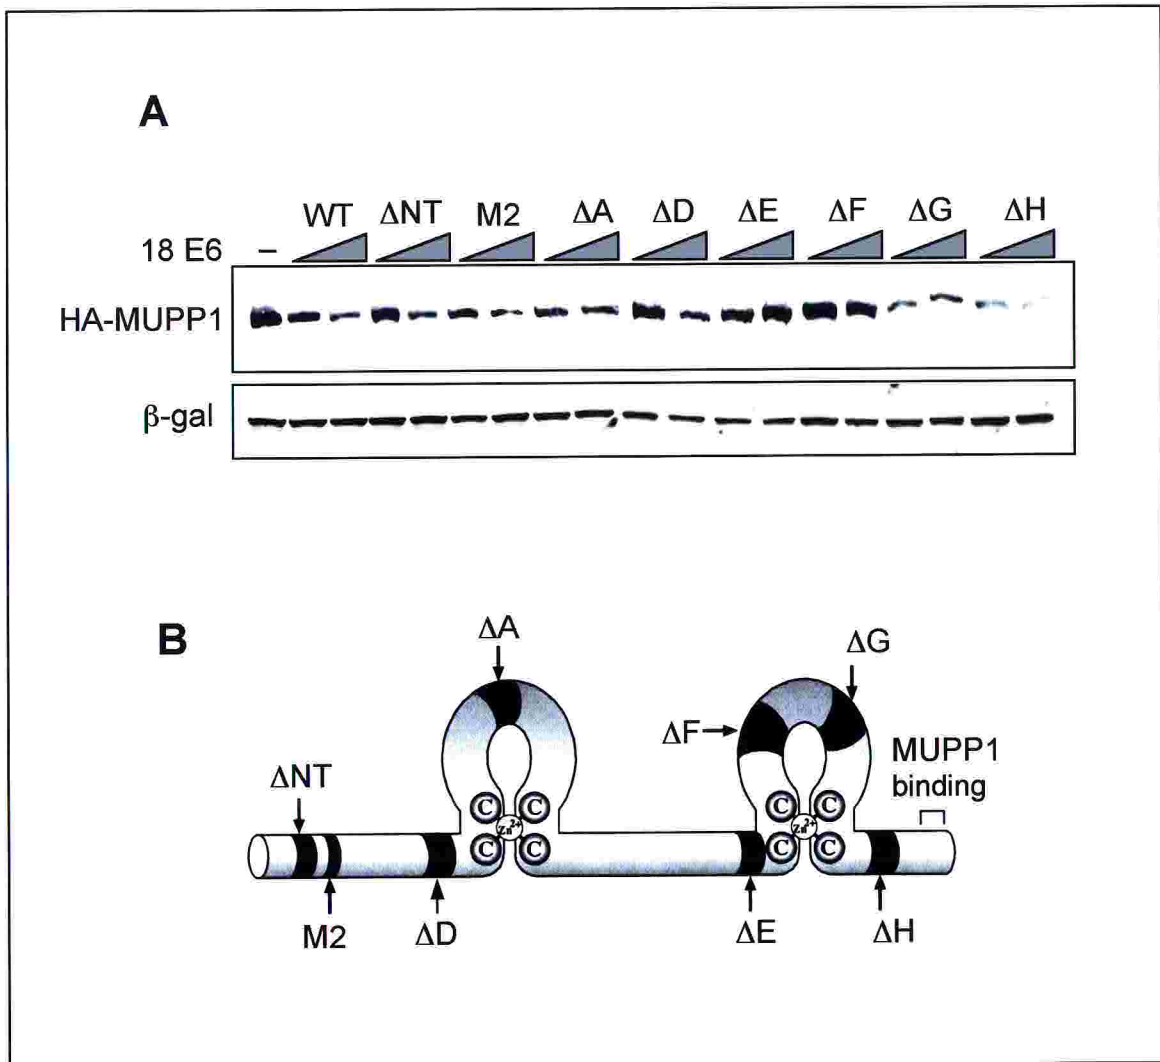 A
WT ΔNT M2 ΔA ΔD ΔE ΔF ΔG ΔH
18 E6 –
HA-MUPP1
β-gal
B
ΔA
ΔG
ΔF
MUPP1
binding
ΔNT
C C C C
Zn2+ Zn2+
C C C C
M2 ΔD ΔE ΔH